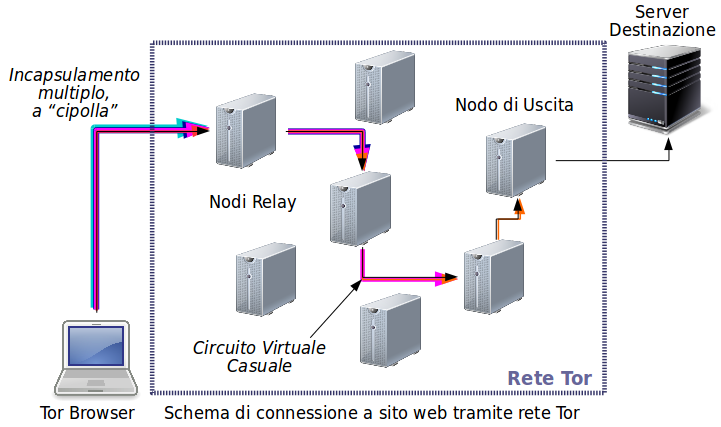 Server
Destinazione
Incapsulamento
multiplo,
a “cipolla”
Nodo di Uscita
Nodi Relay
Circuito Virtuale
Casuale
Rete Tor
Tor Browser
Schema di connessione a sito web tramite rete Tor